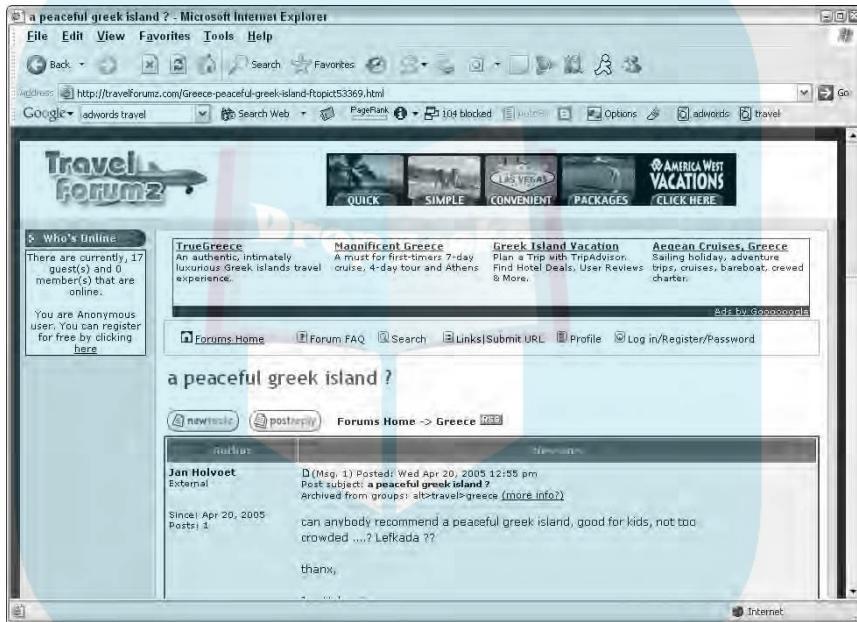 a peaceful greek island ? - Microsoft Internet Explorer
File Edit View Favorites Tools Help
Back Search Favorites
Address http://travelforumz.com/Greece-peaceful-greek-island-ftopict53369.html Go
Google adwords travel Search Web PageRank 104 blocked Options adwords travel
Travel Forumz
QUICK SIMPLE CONVENIENT PACKAGES
LAS VEGAS
AMERICA WEST VACATIONS CLICK HERE
Who's Online
There are currently, 17
guest(s) and 0
member(s) that are
online.
You are Anonymous
user. You can register
for free by clicking
here
TrueGreece
An authentic, intimately
luxurious Greek islands travel
experience.
Magnificent Greece
A must for first-timers 7-day
cruise, 4-day tour and Athens
Greek Island Vacation
Plan a Trip with TripAdvisor.
Find Hotel Deals, User Reviews
& More.
Aegean Cruises, Greece
Sailing holiday, adventure
trips, cruises, bareboat, crewed
charter.
Ads by Goooooogle
Forums Home Forum FAQ Search Links|Submit URL Profile Log in/Register/Password
a peaceful greek island ?
newtopic postreply Forums Home -> Greece
Author
Jan Holvoet
External
Since: Apr 20, 2005
Posts: 1
(Msg. 1) Posted: Wed Apr 20, 2005 12:55 pm
Post subject: a peaceful greek island ?
Archived from groups: alt>travel>greece (more info?)
can anybody recommend a peaceful greek island, good for kids, not too
crowded ....? Lefkada ??
thanx,
Internet